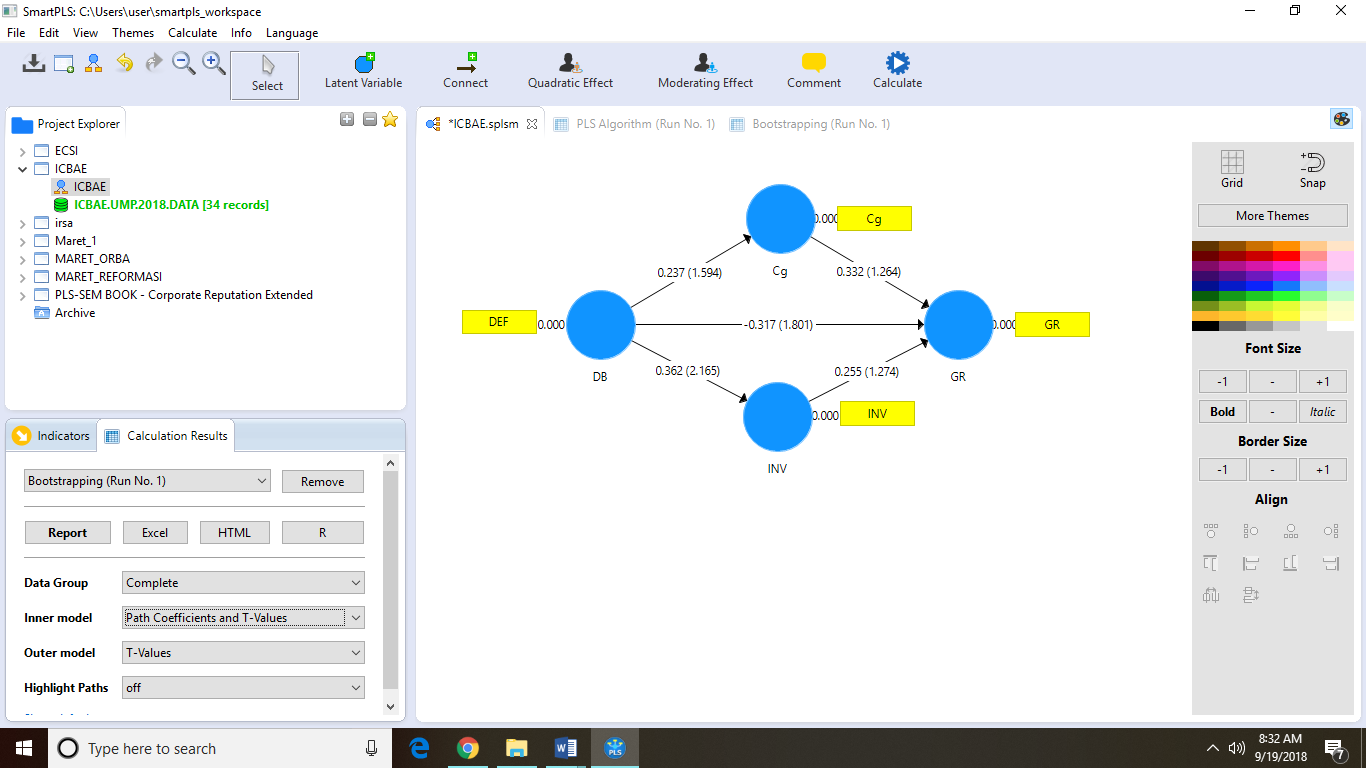 SmartPLS: C:\Users\user\smartpls_workspace
File Edit View Themes Calculate Info Language
Select
Latent Variable
Connect
Quadratic Effect
Moderating Effect
Comment
Calculate
Project Explorer
ECSI
ICBAE
ICBAE
ICBAE.UMP.2018.DATA [34 records]
irsa
Maret_1
MARET_ORBA
MARET_REFORMASI
PLS-SEM BOOK - Corporate Reputation Extended
Archive
Indicators
Calculation Results
Bootstrapping (Run No. 1)
Remove
Report
Excel
HTML
R
Data Group
Complete
Inner model
Path Coefficients and T-Values
Outer model
T-Values
Highlight Paths
off
*ICBAE.splsm
PLS Algorithm (Run No. 1)
Bootstrapping (Run No. 1)
0.000
Cg
Cg
0.237 (1.594)
0.332 (1.264)
DEF
0.000
DB
-0.317 (1.801)
0.000
GR
GR
0.362 (2.165)
0.255 (1.274)
0.000
INV
INV
Grid
Snap
More Themes
Font Size
-1
-
+1
Bold
-
Italic
Border Size
-1
-
+1
Align
Type here to search
PLS
8:32 AM
9/19/2018
7